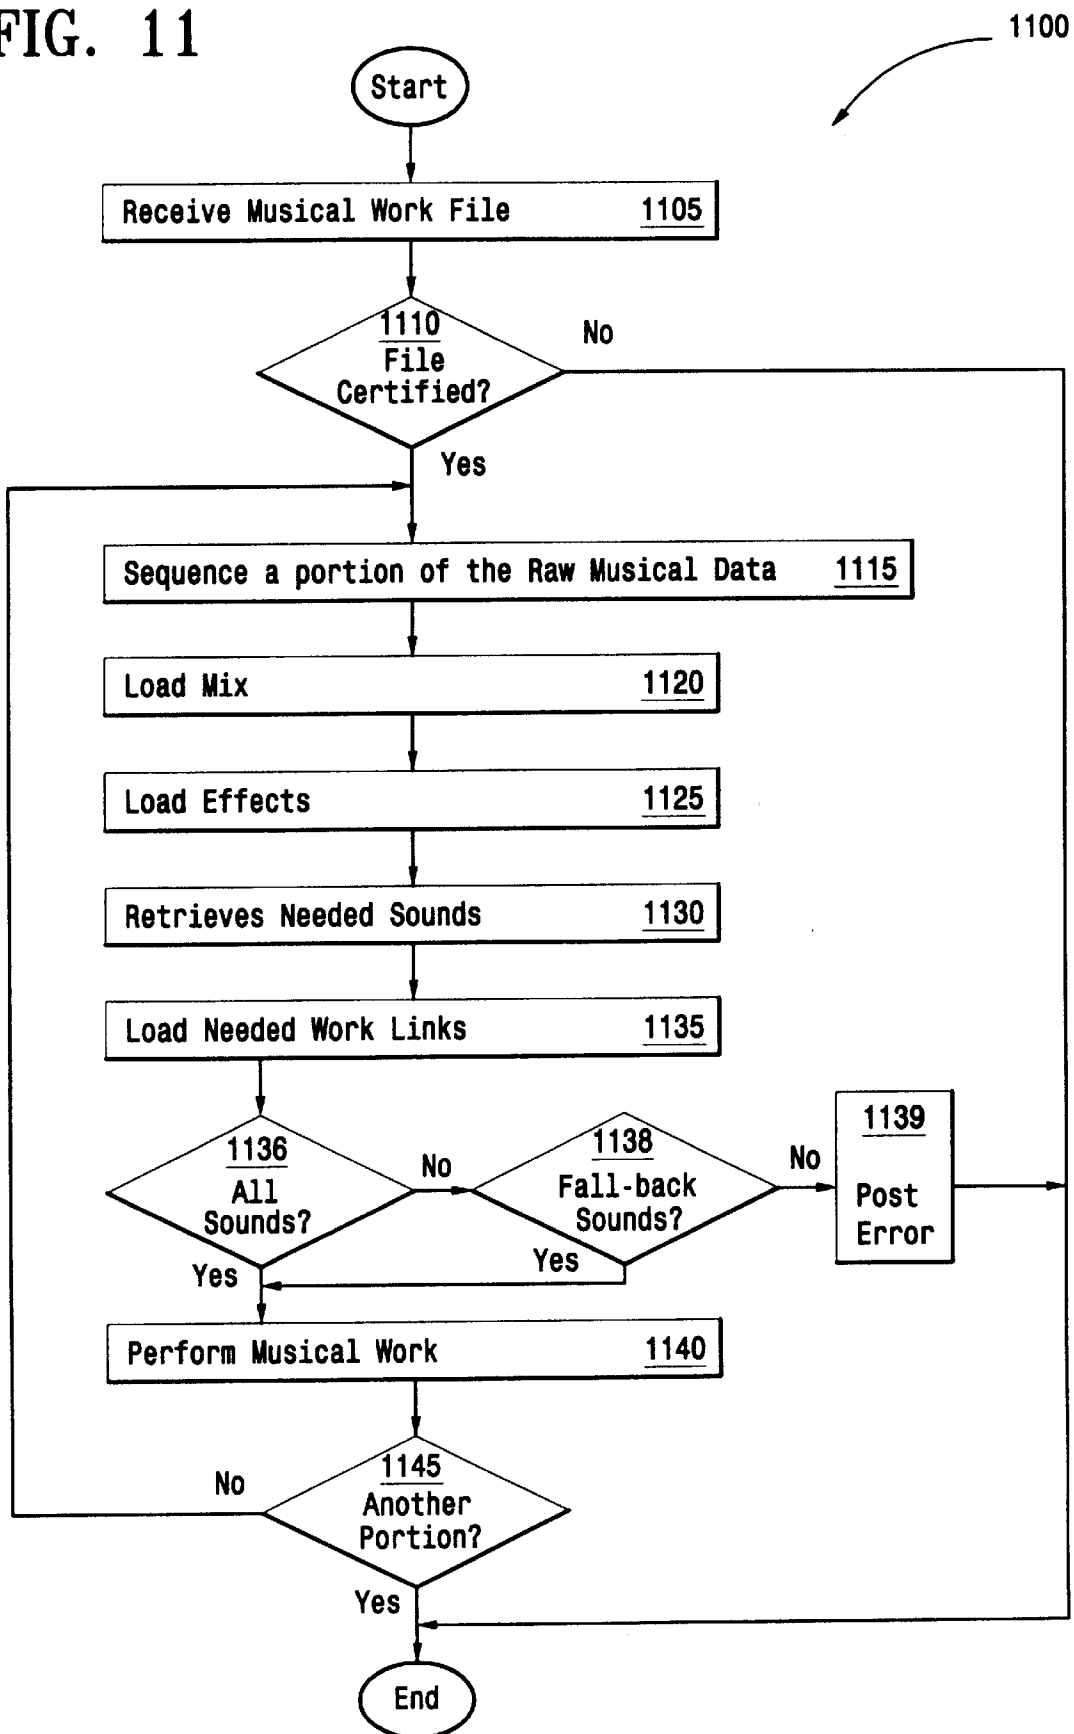 FIG. 11
1100
Start
Receive Musical Work File 1105
1110
File
Certified?
No
Yes
Sequence a portion of the Raw Musical Data 1115
Load Mix 1120
Load Effects 1125
Retrieves Needed Sounds 1130
Load Needed Work Links 1135
1136
All
Sounds?
No
1138
Fall-back
Sounds?
No
1139
Post
Error
Yes
Yes
Perform Musical Work 1140
1145
Another
Portion?
No
Yes
End